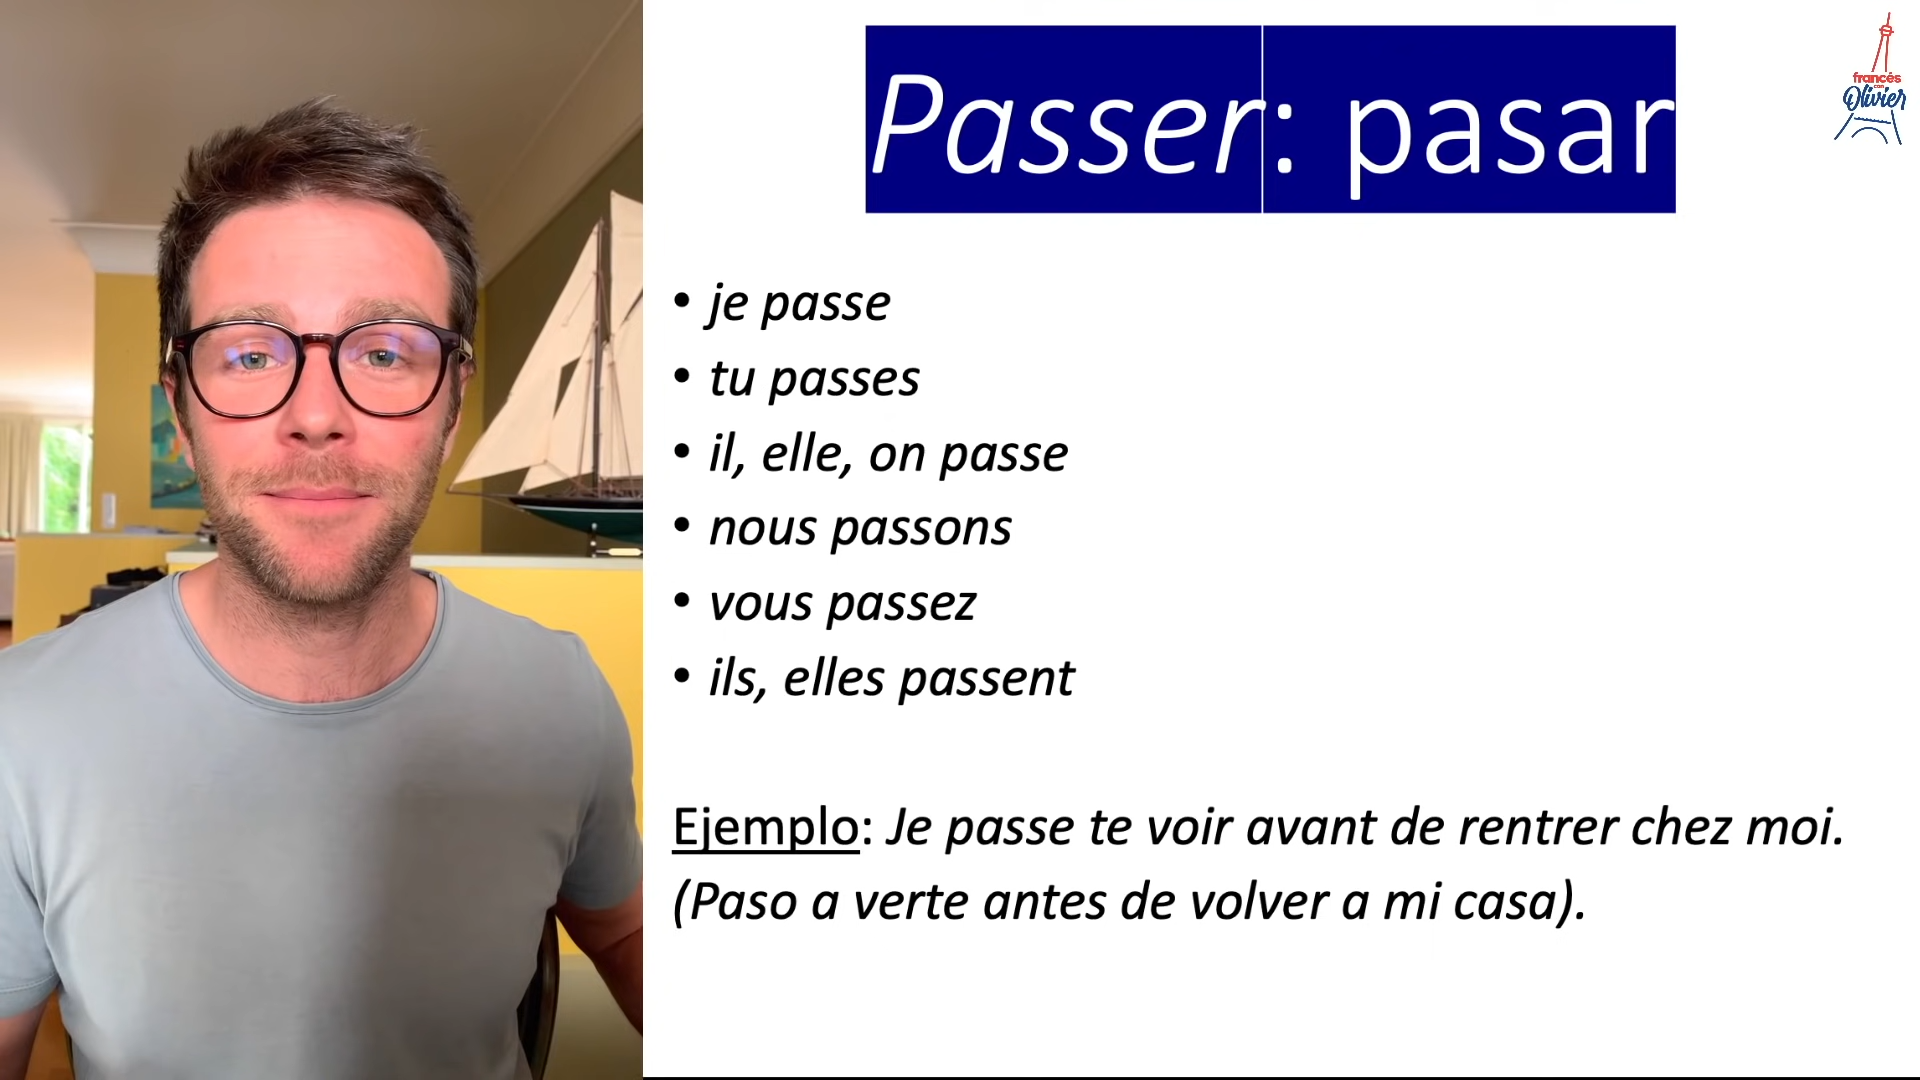 Passer: pasar
francés
con
Olivier
• je passe
• tu passes
• il, elle, on passe
• nous passons
• vous passez
• ils, elles passent
Ejemplo: Je passe te voir avant de rentrer chez moi.
(Paso a verte antes de volver a mi casa).